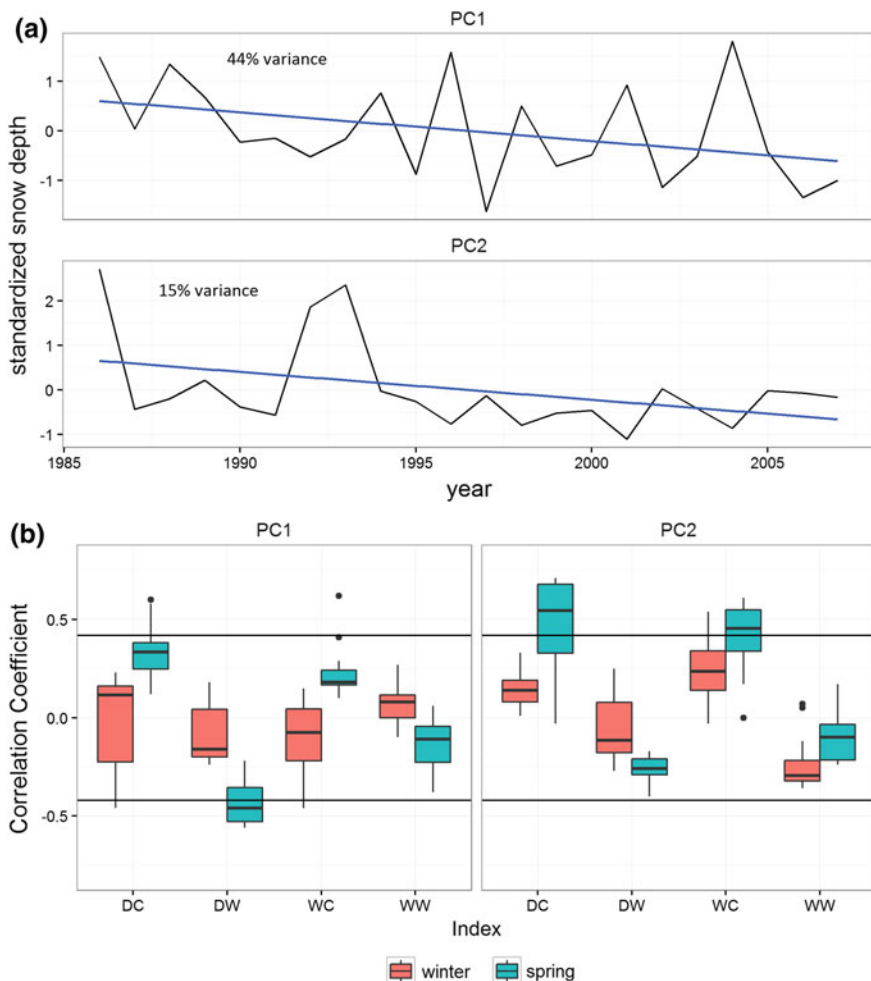 (a)
PC1
44% variance
1
0
-1
PC2
15% variance
2
1
0
-1
standardized snow depth
1985 1990 1995 2000 2005
year
(b)
PC1 PC2
0.5
0.0
-0.5
Correlation Coefficient
DC DW WC WW DC DW WC WW
Index
winter spring